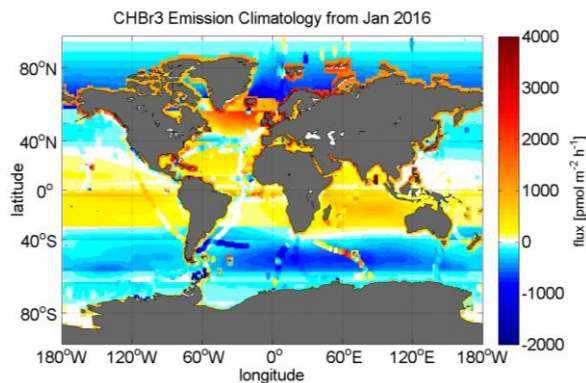 CHBr3 Emission Climatology from Jan 2016
80°N
40°N
0°
40°S
80°S
latitude
180°W 120°W 60°W 0° 60°E 120°E 180°W
longitude
4000
3000
2000
1000
0
-1000
-2000
flux [pmol m⁻² h⁻¹]